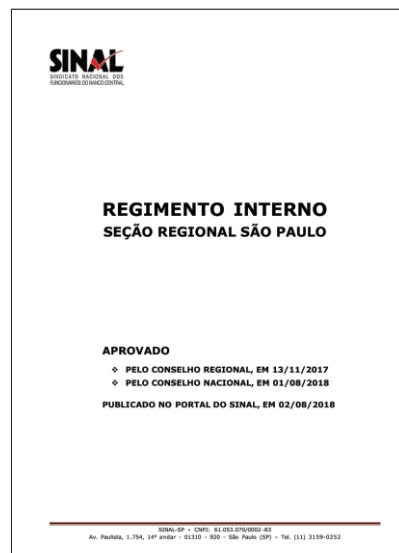 SINAL
SINDICATO NACIONAL DOS
FUNCIONÁRIOS DO BANCO CENTRAL
REGIMENTO INTERNO
SEÇÃO REGIONAL SÃO PAULO
APROVADO
❖ PELO CONSELHO REGIONAL, EM 13/11/2017
❖ PELO CONSELHO NACIONAL, EM 01/08/2018
PUBLICADO NO PORTAL DO SINAL, EM 02/08/2018
SINAL-SP - CNPJ: 61.053.070/0002-83
Av. Paulista, 1.754, 14º andar - 01310 - 920 - São Paulo (SP) - Tel. (11) 3159-0252